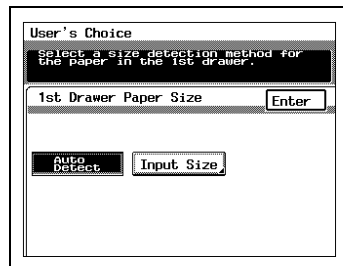 User's Choice
Select a size detection method for
the paper in the 1st drawer.
1st Drawer Paper Size
Enter
Auto
Detect
Input Size